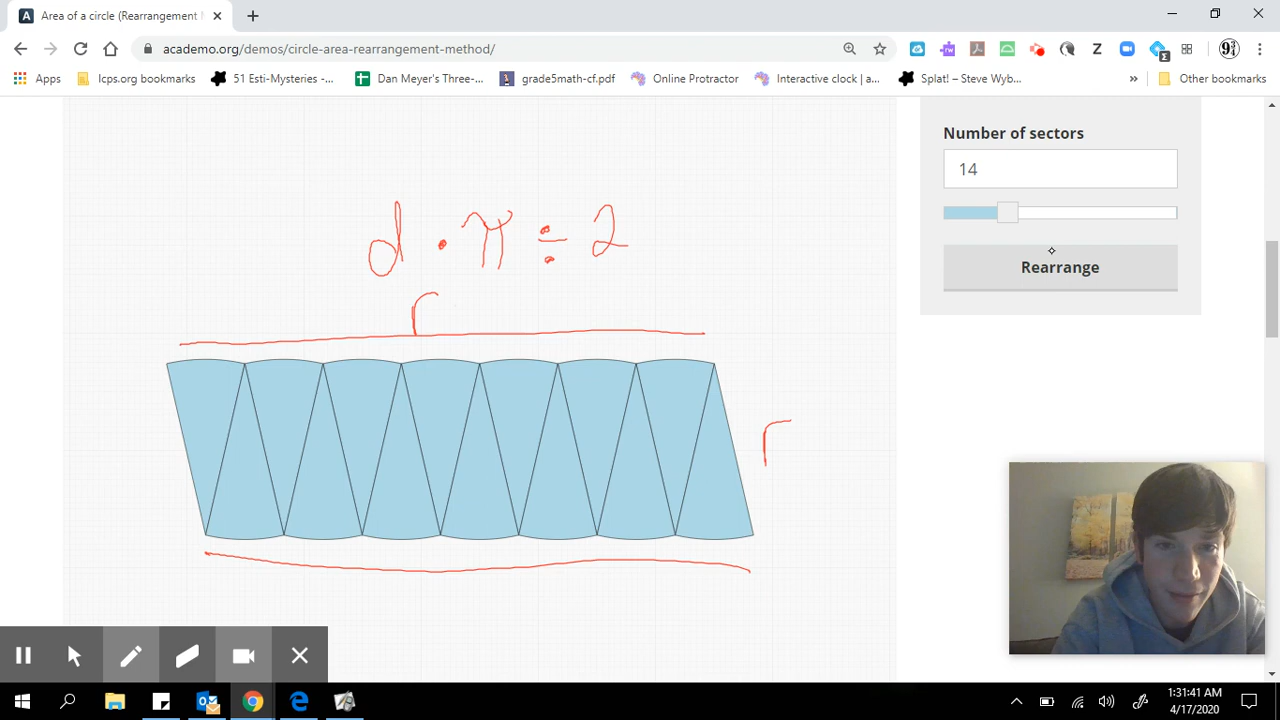 Area of a circle (Rearrangement M
academo.org/demos/circle-area-rearrangement-method/
Apps
lcps.org bookmarks
51 Esti-Mysteries -...
Dan Meyer's Three-...
grade5math-cf.pdf
Online Protractor
Interactive clock | a...
Splat! – Steve Wyb...
»
Other bookmarks
Number of sectors
14
Rearrange
d · π ÷ 2
r
r
1:31:41 AM
4/17/2020